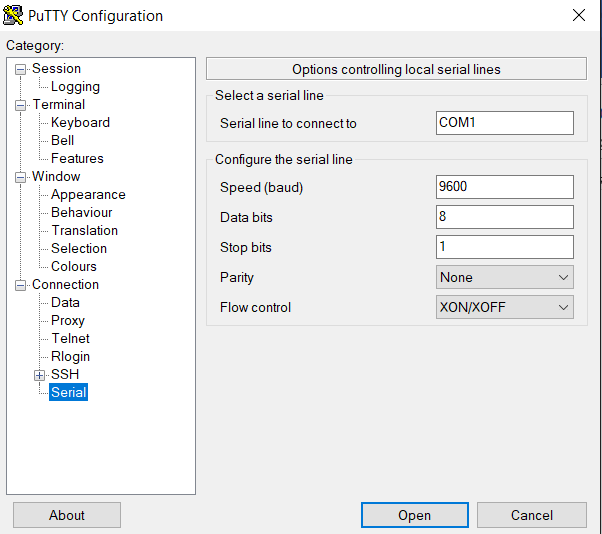 PuTTY Configuration
Category:
Session
Logging
Terminal
Keyboard
Bell
Features
Window
Appearance
Behaviour
Translation
Selection
Colours
Connection
Data
Proxy
Telnet
Rlogin
SSH
Serial
Options controlling local serial lines
Select a serial line
Serial line to connect to COM1
Configure the serial line
Speed (baud) 9600
Data bits 8
Stop bits 1
Parity None
Flow control XON/XOFF
About Open Cancel